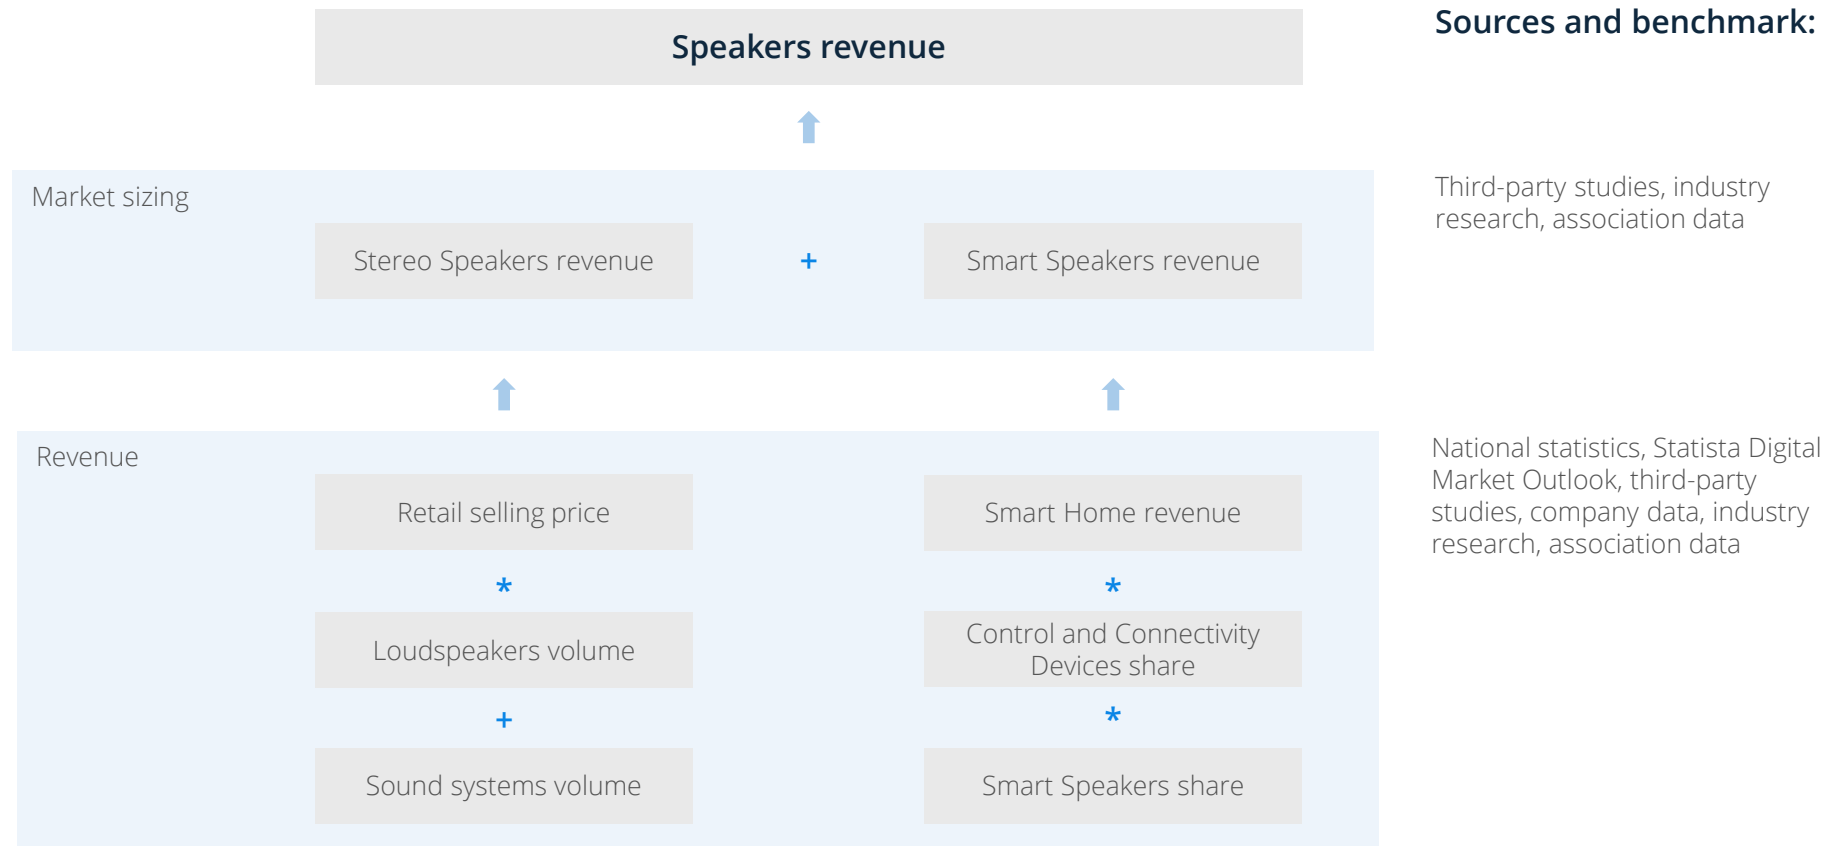 Speakers revenue
Sources and benchmark:
Market sizing
Stereo Speakers revenue
+
Smart Speakers revenue
Third-party studies, industry
research, association data
Revenue
Retail selling price
*
Loudspeakers volume
+
Sound systems volume
Smart Home revenue
*
Control and Connectivity
Devices share
*
Smart Speakers share
National statistics, Statista Digital
Market Outlook, third-party
studies, company data, industry
research, association data